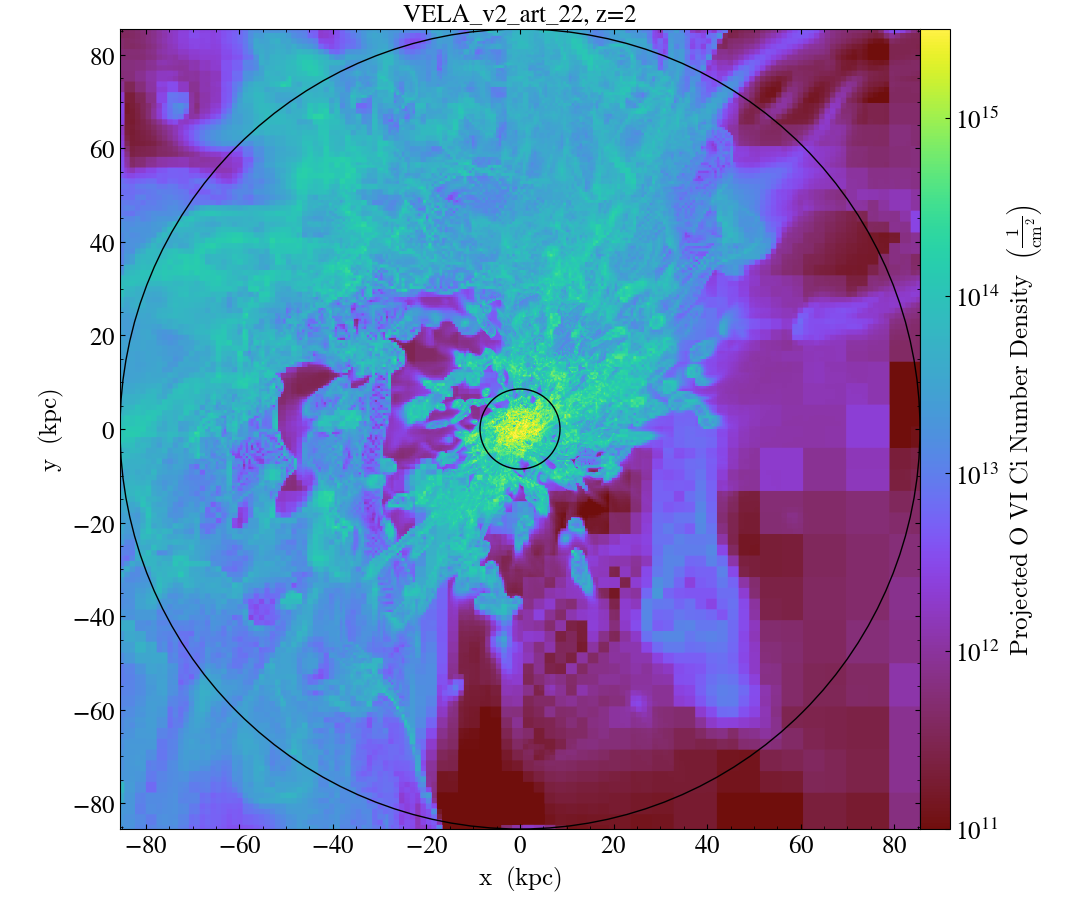 VELA_v2_art_22, z=2
80
60
40
20
0
−20
−40
−60
−80
y (kpc)
−80 −60 −40 −20 0 20 40 60 80
x (kpc)
10^15
10^14
10^13
10^12
10^11
Projected O VI Ci Number Density (1/cm^2)